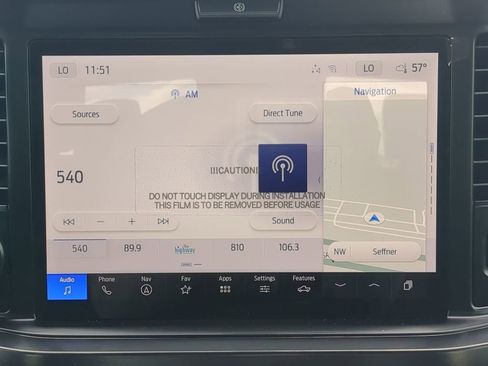 LO 11:51 LO 57°
AM
Navigation
Sources Direct Tune
540
!!!CAUTION!
DO NOT TOUCH DISPLAY DURING INSTALLATION
THIS FILM IS TO BE REMOVED BEFORE USAGE
Sound
NW Seffner
540 89.9 the highway 810 106.3
Audio Phone Nav Fav Apps Settings Features